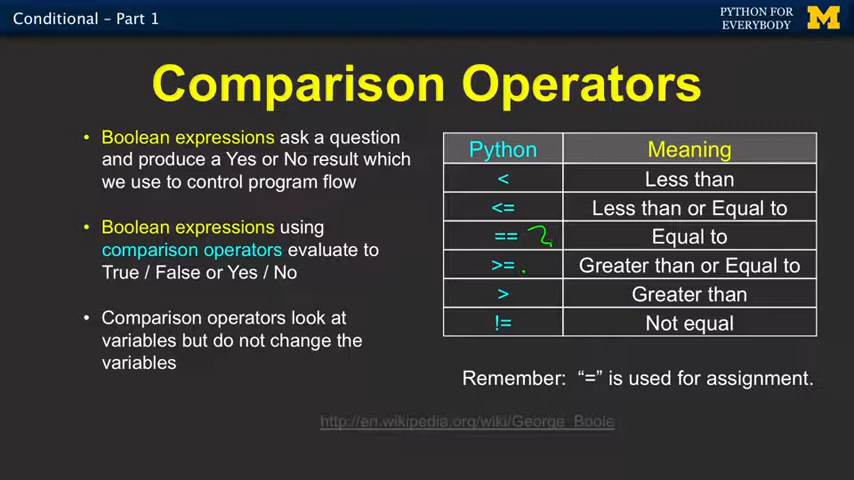 Conditional – Part 1
PYTHON FOR
EVERYBODY
M
Comparison Operators
• Boolean expressions ask a question
and produce a Yes or No result which
we use to control program flow
• Boolean expressions using
comparison operators evaluate to
True / False or Yes / No
• Comparison operators look at
variables but do not change the
variables
Python Meaning
< Less than
<= Less than or Equal to
== Equal to
>= Greater than or Equal to
> Greater than
!= Not equal
Remember: “=” is used for assignment.
http://en.wikipedia.org/wiki/George_Boole